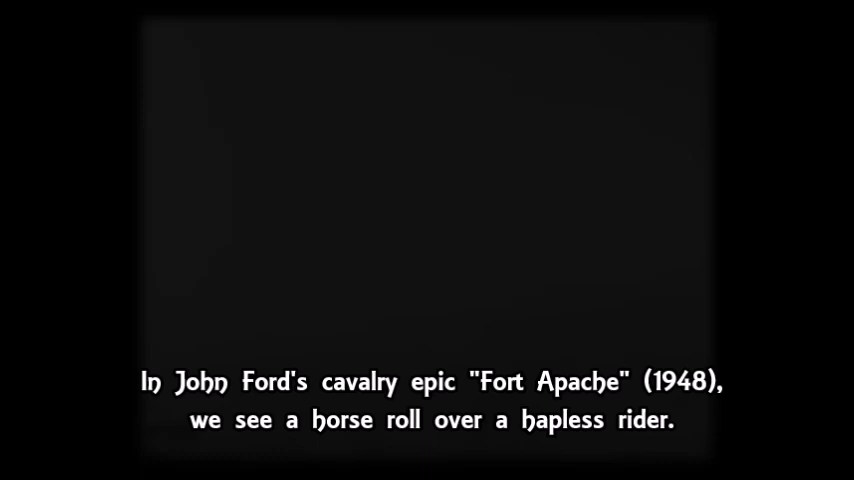 In John Ford's cavalry epic "Fort Apache" (1948),
we see a horse roll over a hapless rider.